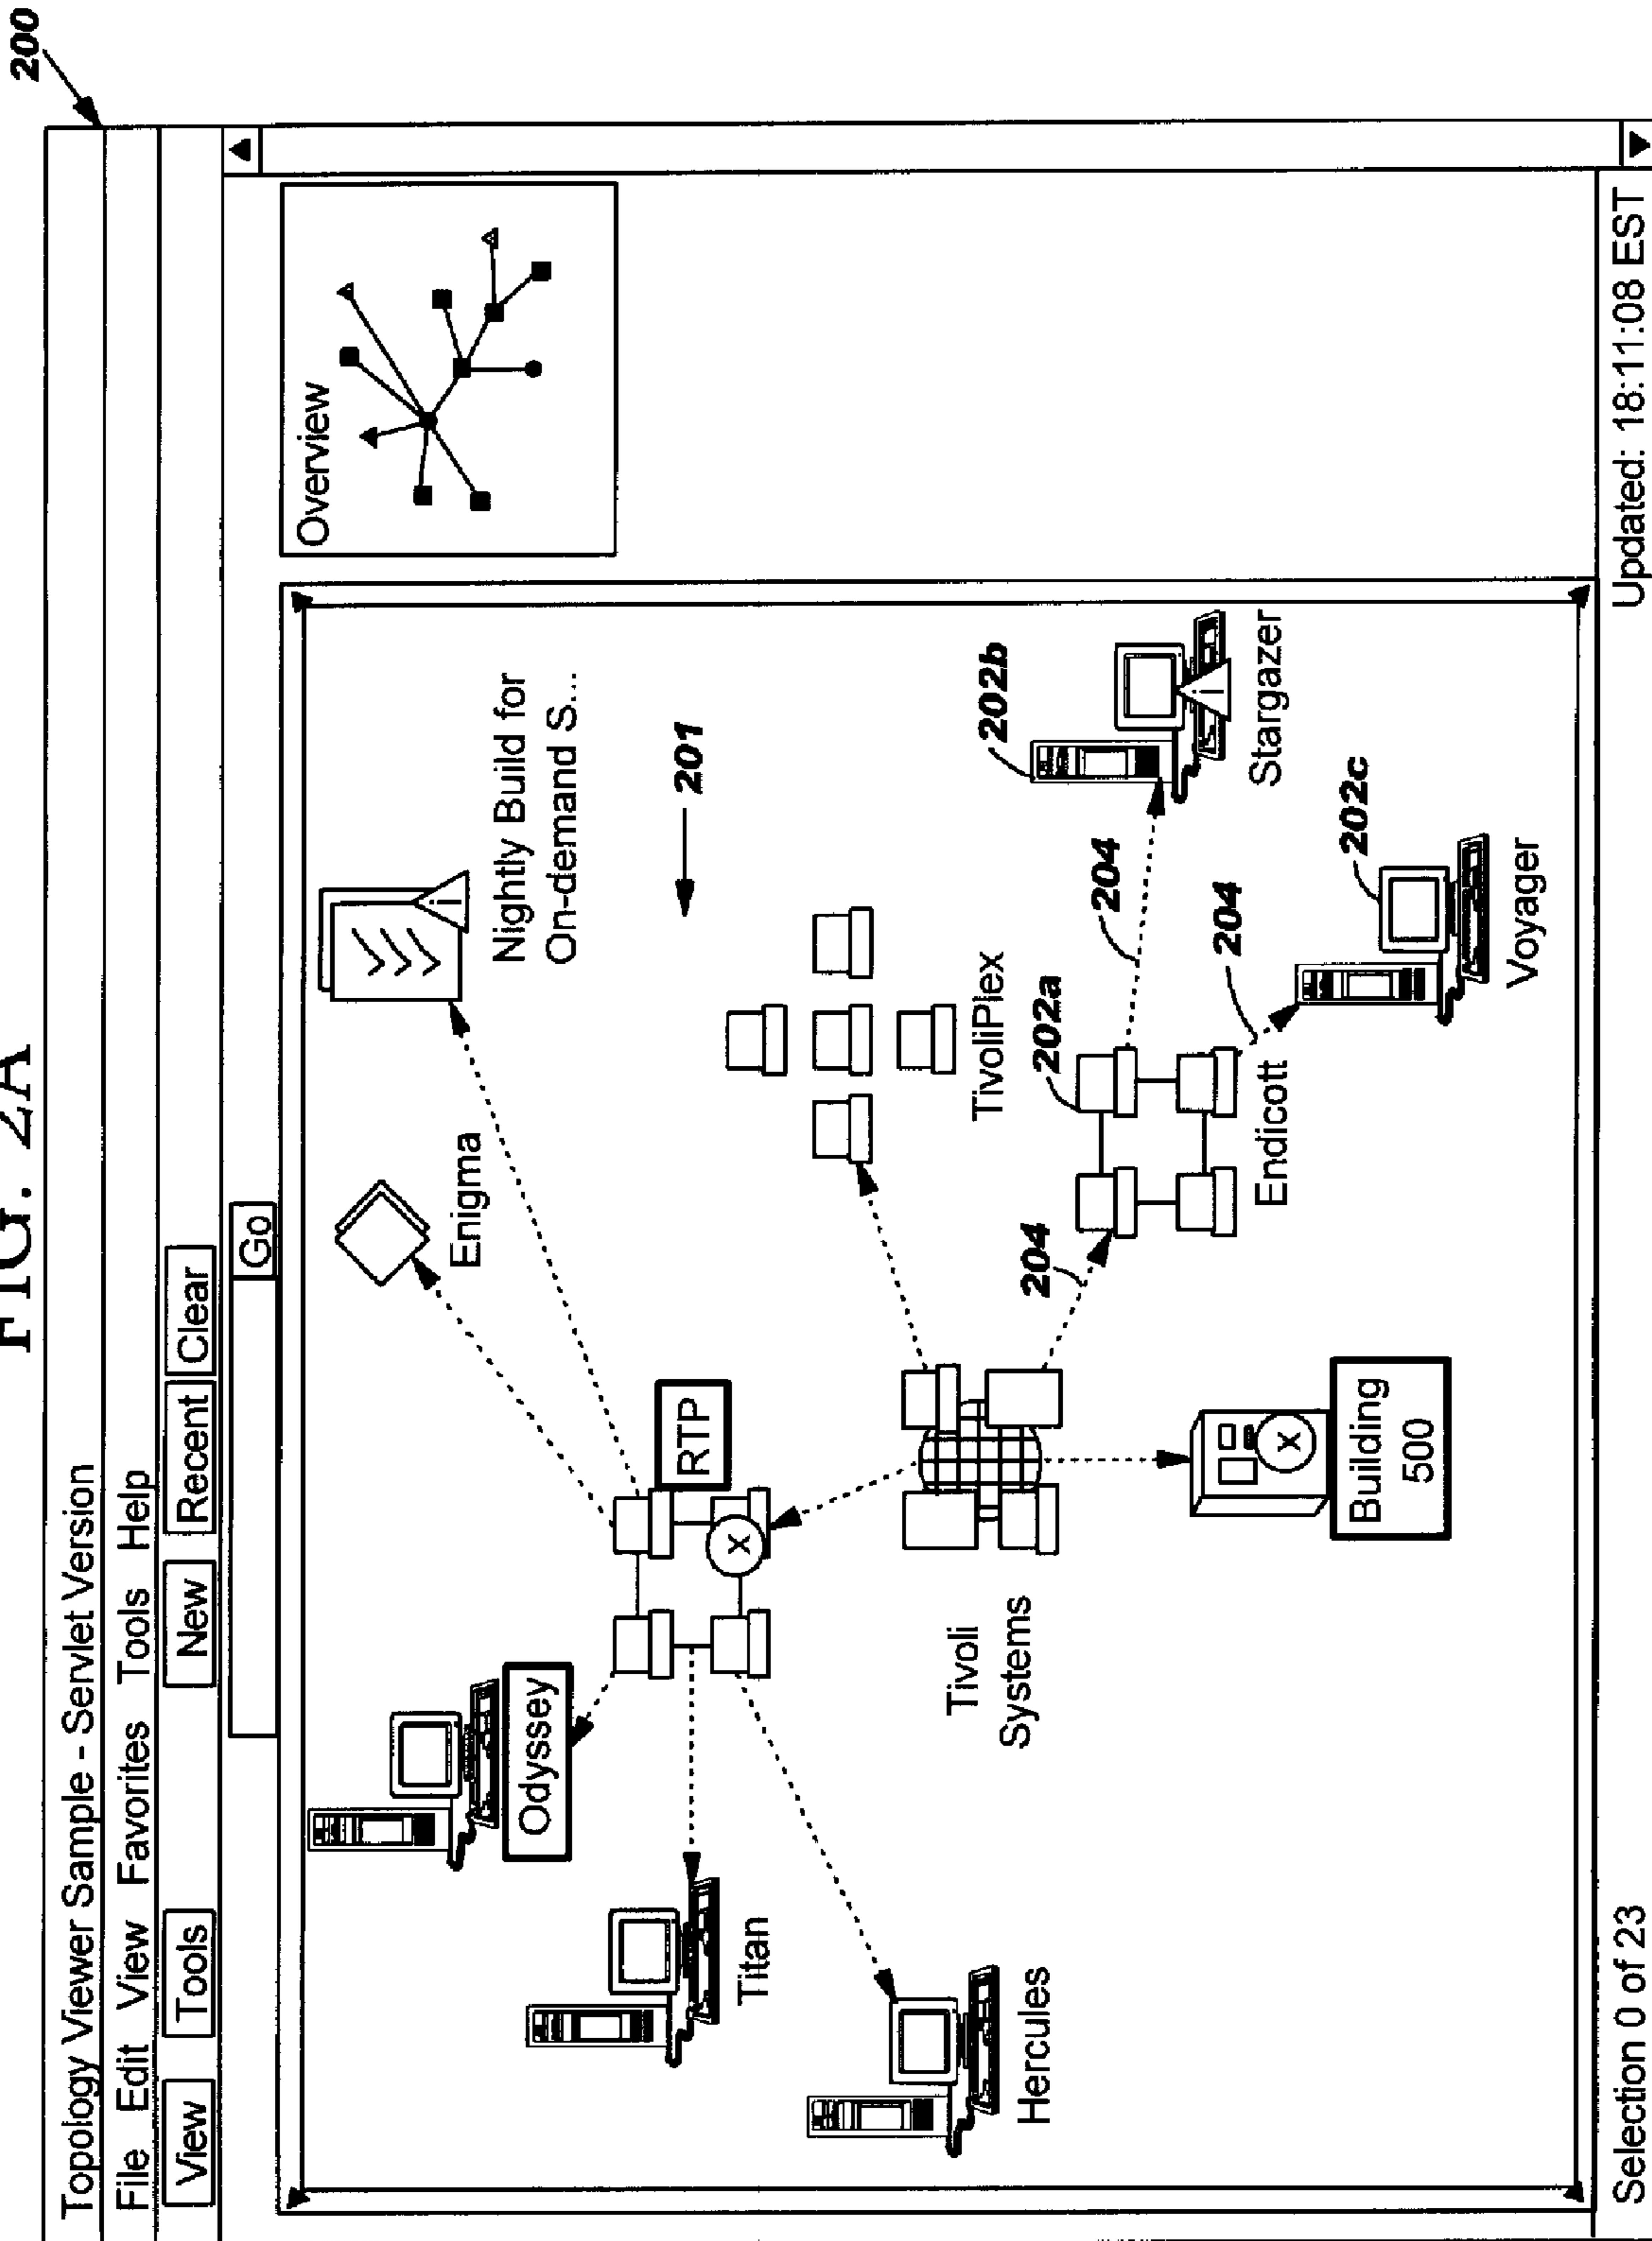 FIG. 2A
200
Topology Viewer Sample - Servlet Version
File Edit View Favorites Tools Help
View Tools New Recent Clear
Go
Overview
Odyssey
Enigma
Nightly Build for
On-demand S...
RTP
201
Titan
TivoliPlex
Tivoli
Systems
Hercules
204
202a
204
202b
Stargazer
Endicott
204
202c
Voyager
Building
500
x
x
i
i
Selection 0 of 23
Updated: 18:11:08 EST